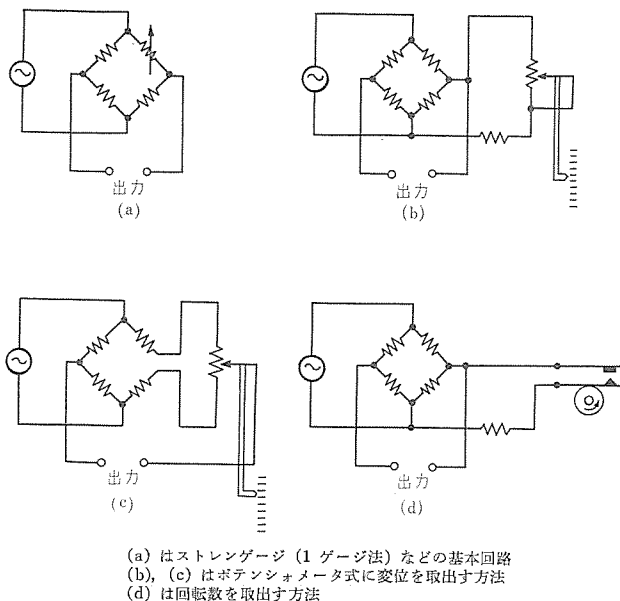 出力
(a)
出力
(b)
出力
(c)
出力
(d)
(a) はストレンゲージ (1 ゲージ法) などの基本回路
(b), (c) はポテンショメータ式に変位を取出す方法
(d) は回転数を取出す方法